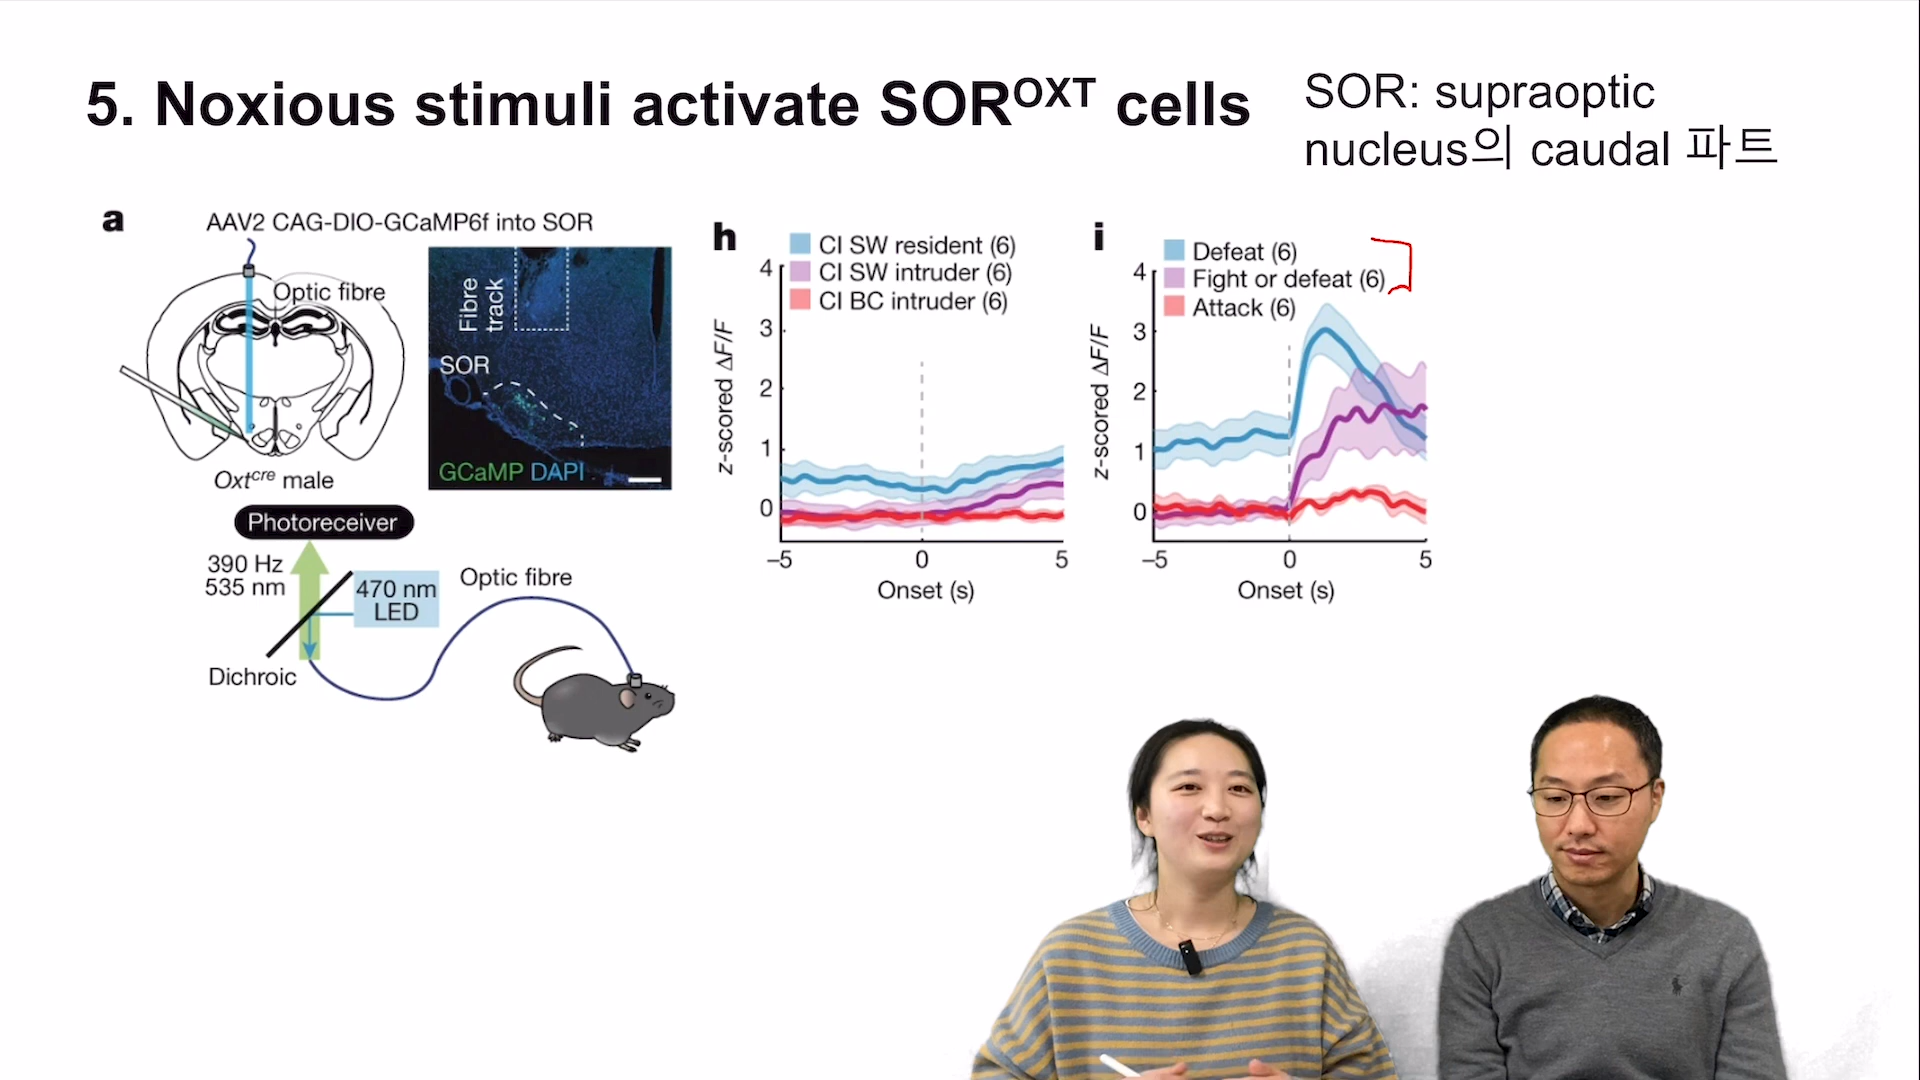 5. Noxious stimuli activate SOR^OXT cells
SOR: supraoptic
nucleus의 caudal 파트
a
AAV2 CAG-DIO-GCaMP6f into SOR
Optic fibre
Oxt^cre male
Fibre
track
SOR
GCaMP DAPI
Photoreceiver
390 Hz
535 nm
470 nm
LED
Optic fibre
Dichroic
h
CI SW resident (6)
CI SW intruder (6)
CI BC intruder (6)
z-scored ΔF/F
4
3
2
1
0
–5 0 5
Onset (s)
i
Defeat (6)
Fight or defeat (6)
Attack (6)
z-scored ΔF/F
4
3
2
1
0
–5 0 5
Onset (s)